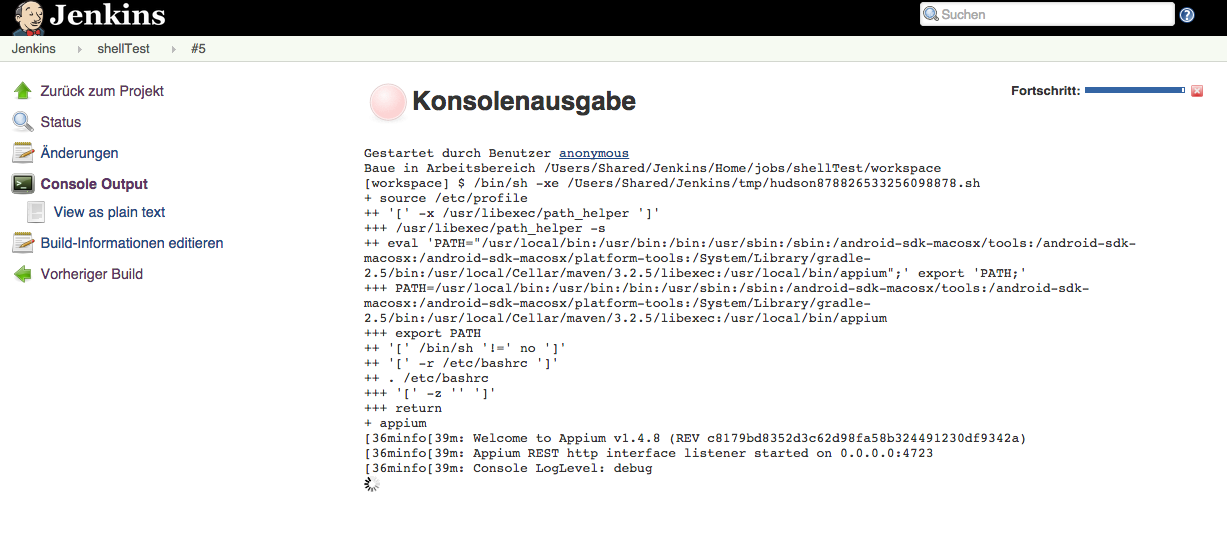 Jenkins
Suchen
Jenkins
shellTest
#5
Zurück zum Projekt
Status
Änderungen
Console Output
View as plain text
Build-Informationen editieren
Vorheriger Build
Konsolenausgabe
Fortschritt:
Gestartet durch Benutzer anonymous
Baue in Arbeitsbereich /Users/Shared/Jenkins/Home/jobs/shellTest/workspace
[workspace] $ /bin/sh -xe /Users/Shared/Jenkins/tmp/hudson878826533256098878.sh
+ source /etc/profile
++ '[' -x /usr/libexec/path_helper ']'
+++ /usr/libexec/path_helper -s
++ eval 'PATH="/usr/local/bin:/usr/bin:/bin:/usr/sbin:/sbin:/android-sdk-macosx/tools:/android-sdk-
macosx:/android-sdk-macosx/platform-tools:/System/Library/gradle-
2.5/bin:/usr/local/Cellar/maven/3.2.5/libexec:/usr/local/bin/appium";' export 'PATH;'
+++ PATH=/usr/local/bin:/usr/bin:/bin:/usr/sbin:/sbin:/android-sdk-macosx/tools:/android-sdk-
macosx:/android-sdk-macosx/platform-tools:/System/Library/gradle-
2.5/bin:/usr/local/Cellar/maven/3.2.5/libexec:/usr/local/bin/appium
+++ export PATH
++ '[' /bin/sh '!=' no ']'
++ '[' -r /etc/bashrc ']'
++ . /etc/bashrc
+++ '[' -z '' ']'
+++ return
+ appium
[36minfo[39m: Welcome to Appium v1.4.8 (REV c8179bd8352d3c62d98fa58b324491230df9342a)
[36minfo[39m: Appium REST http interface listener started on 0.0.0.0:4723
[36minfo[39m: Console LogLevel: debug